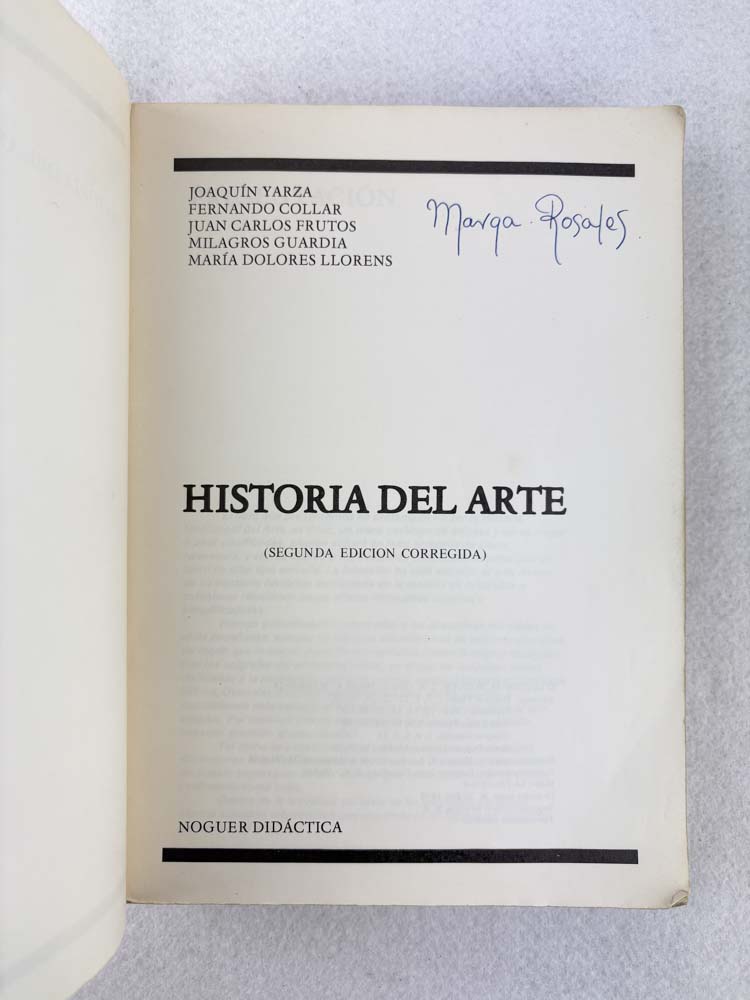 JOAQUÍN YARZA
FERNANDO COLLAR
JUAN CARLOS FRUTOS
MILAGROS GUARDIA
MARÍA DOLORES LLORENS
Marga Rosales
HISTORIA DEL ARTE
(SEGUNDA EDICION CORREGIDA)
NOGUER DIDÁCTICA